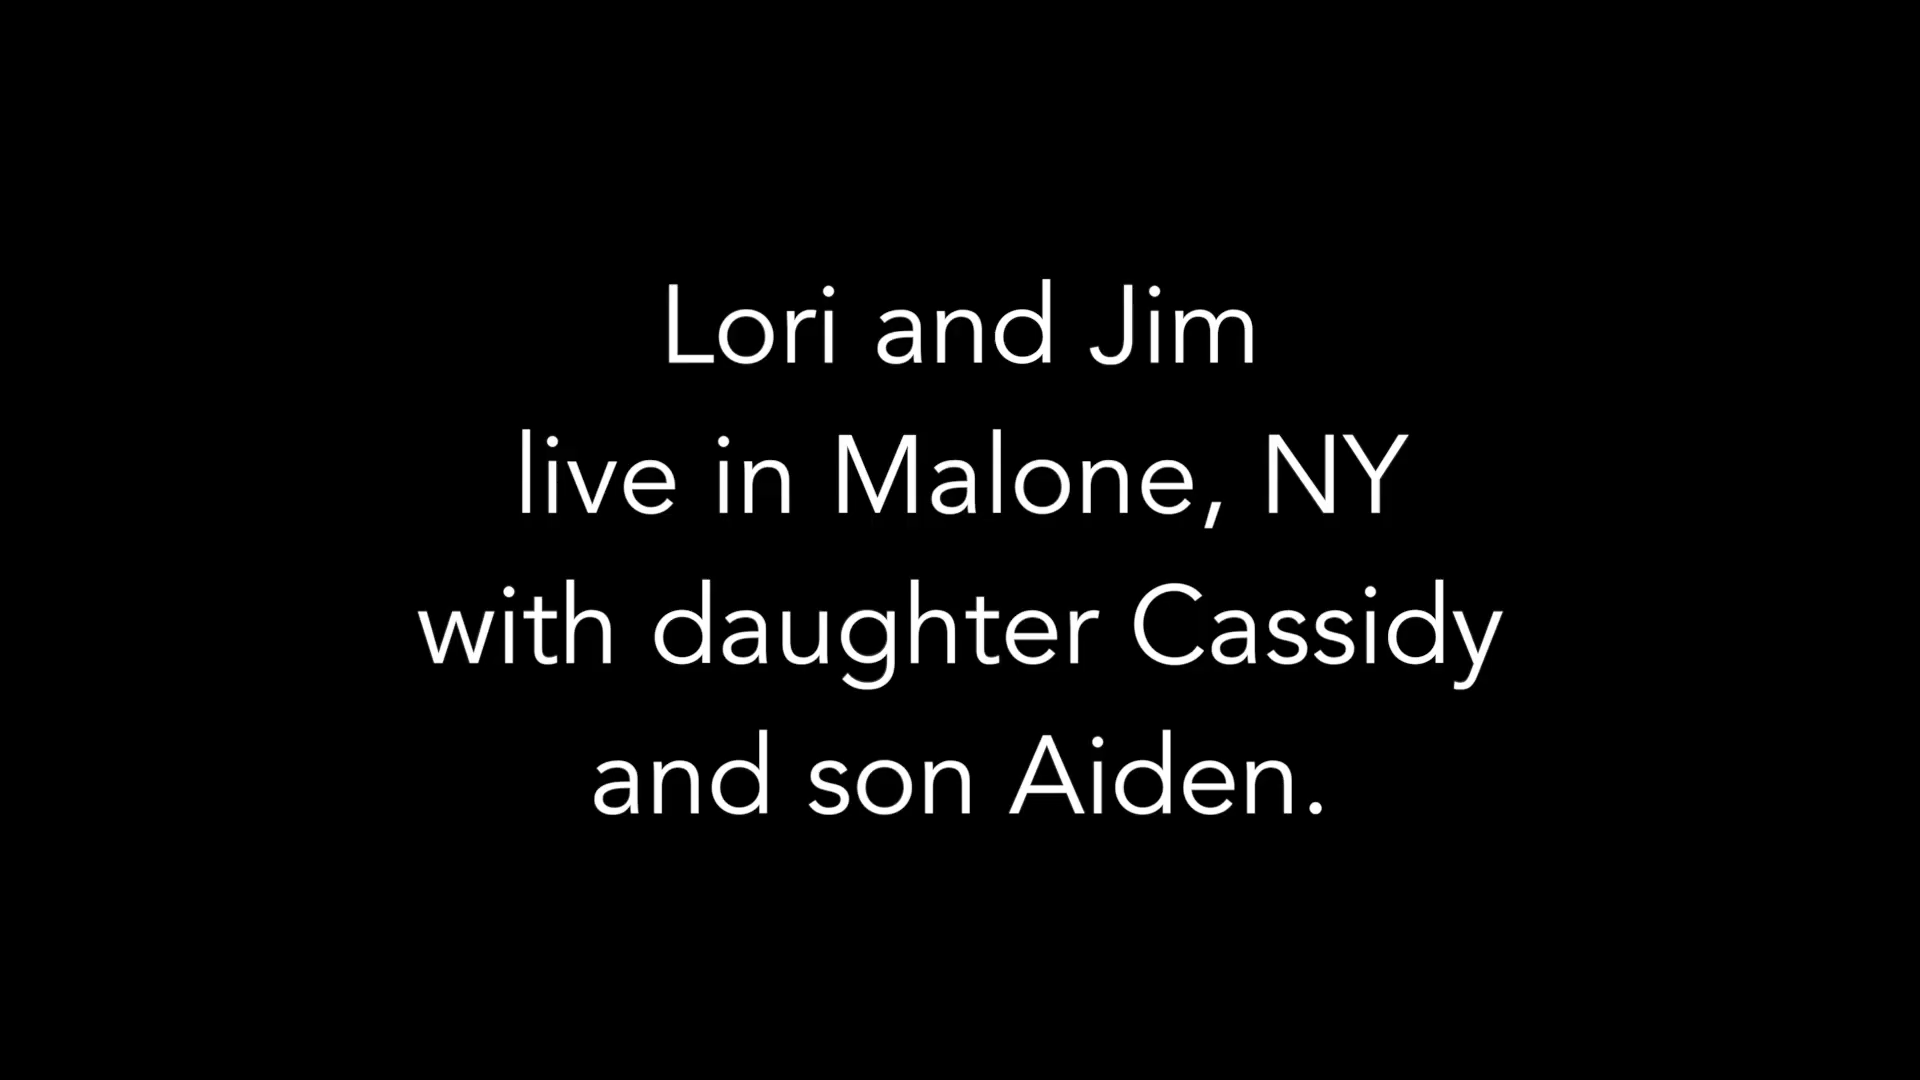 Lori and Jim
live in Malone, NY
with daughter Cassidy
and son Aiden.